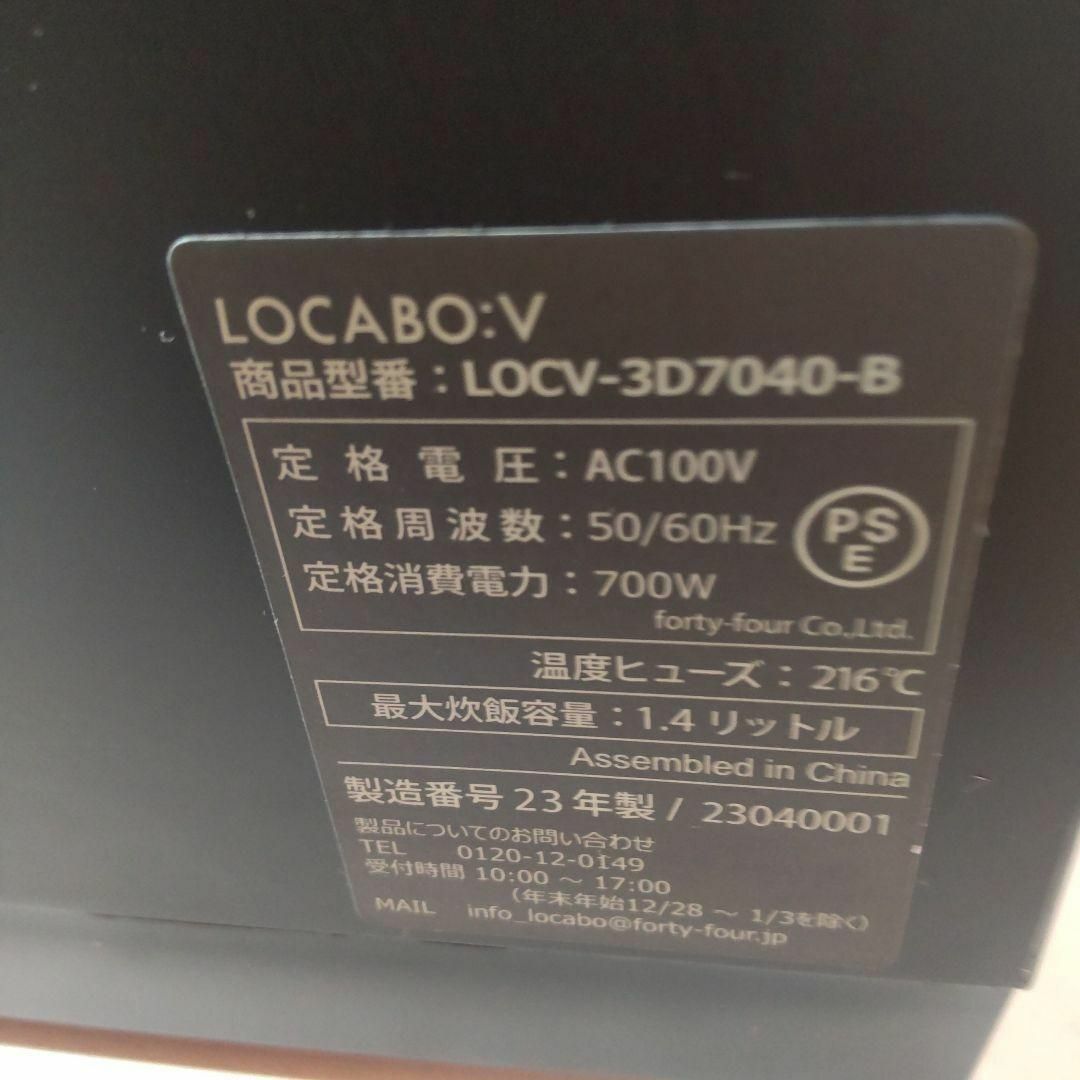 LOCABO:V
商品型番：LOCV-3D7040-B
定格電圧：AC100V
定格周波数：50/60Hz
PS
E
定格消費電力：700W
forty-four Co.,Ltd.
温度ヒューズ：216℃
最大炊飯容量：1.4リットル
Assembled in China
製造番号 23年製 / 23040001
製品についてのお問い合わせ
TEL 0120-12-0149
受付時間 10:00 ～ 17:00
（年末年始12/28 ～ 1/3を除く）
MAIL info_locabo@forty-four.jp